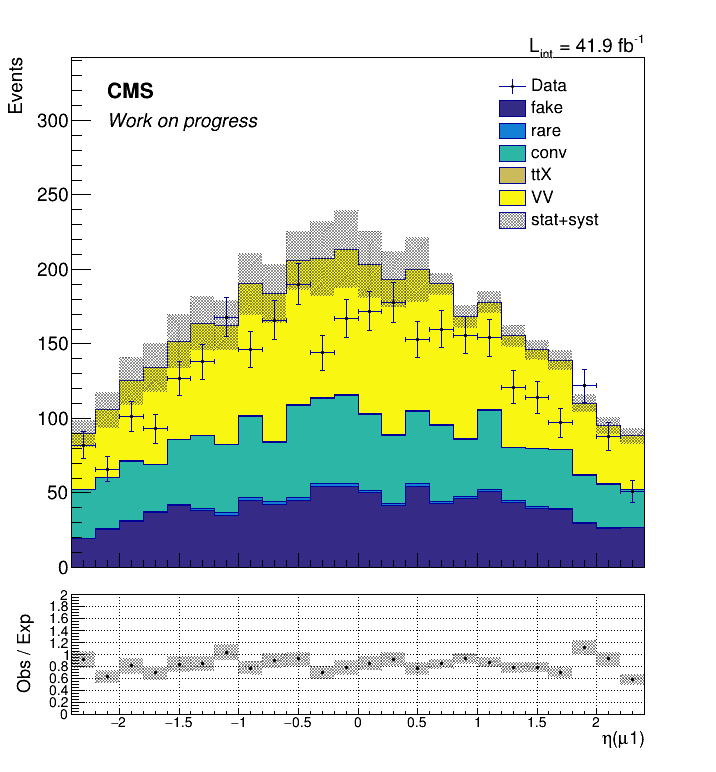 L_int = 41.9 fb^-1
Events
CMS
Work on progress
Data
fake
rare
conv
ttX
VV
stat+syst
300
250
200
150
100
50
0
Obs / Exp
2
1.8
1.6
1.4
1.2
1
0.8
0.6
0.4
0.2
0
−2 −1.5 −1 −0.5 0 0.5 1 1.5 2
η(μ1)